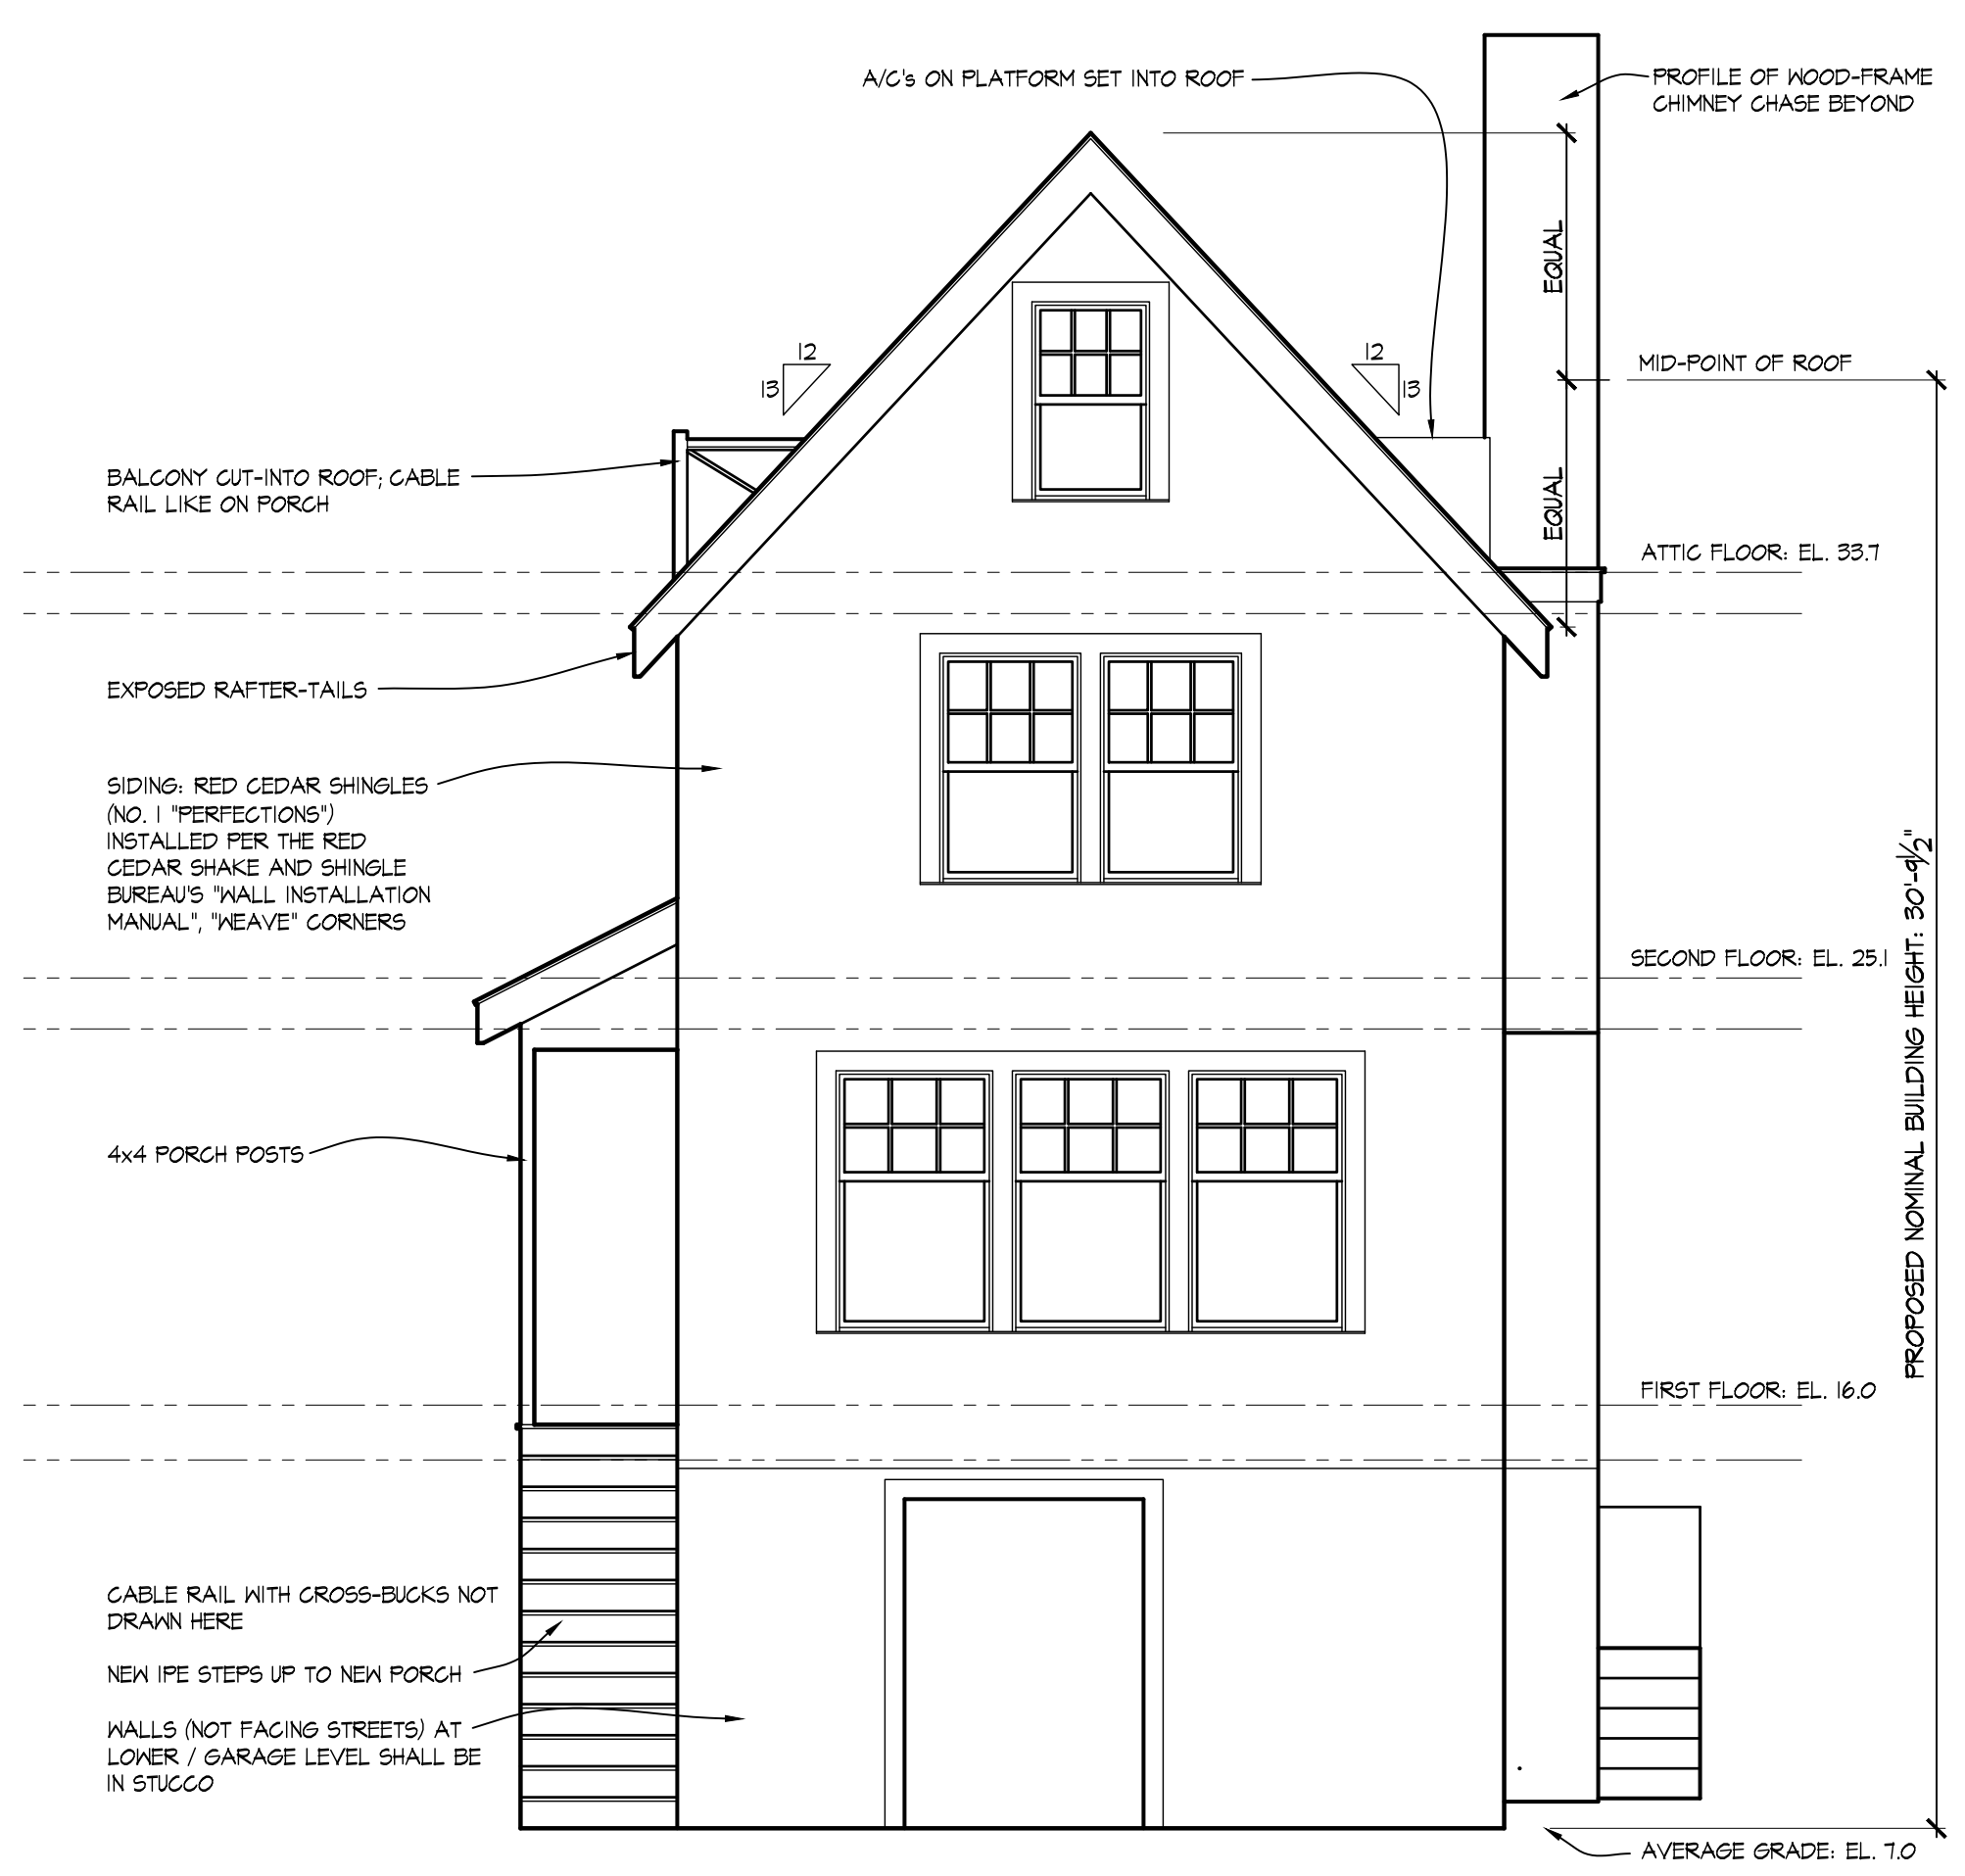 A/C's ON PLATFORM SET INTO ROOF
PROFILE OF WOOD-FRAME
CHIMNEY CHASE BEYOND
EQUAL
12
13
12
13
MID-POINT OF ROOF
BALCONY CUT-INTO ROOF; CABLE
RAIL LIKE ON PORCH
EQUAL
ATTIC FLOOR: EL. 33.7
EXPOSED RAFTER-TAILS
SIDING: RED CEDAR SHINGLES
(NO. 1 "PERFECTIONS")
INSTALLED PER THE RED
CEDAR SHAKE AND SHINGLE
BUREAU'S "WALL INSTALLATION
MANUAL", "WEAVE" CORNERS
SECOND FLOOR: EL. 25.1
PROPOSED NOMINAL BUILDING HEIGHT: 30'-9 1/2"
4x4 PORCH POSTS
FIRST FLOOR: EL. 16.0
CABLE RAIL WITH CROSS-BUCKS NOT
DRAWN HERE
NEW IPE STEPS UP TO NEW PORCH
WALLS (NOT FACING STREETS) AT
LOWER / GARAGE LEVEL SHALL BE
IN STUCCO
AVERAGE GRADE: EL. 7.0